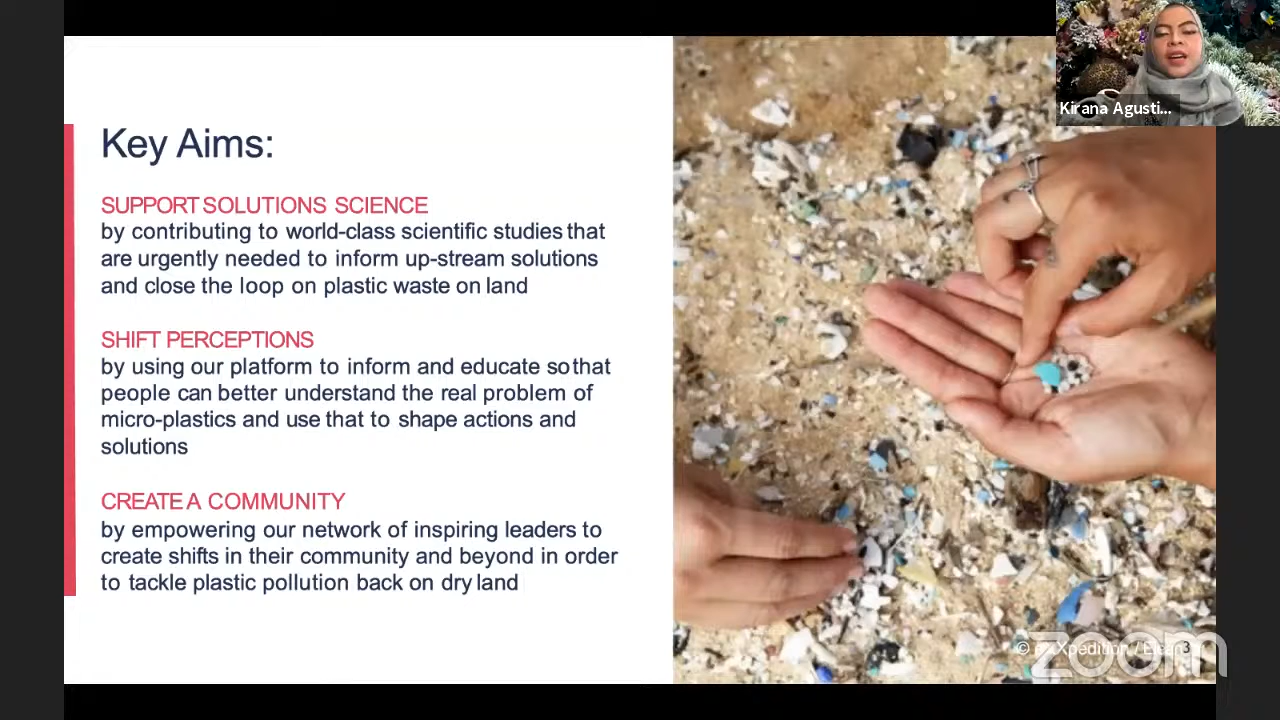 Kirana Agusti...
Key Aims:
SUPPORT SOLUTIONS SCIENCE
by contributing to world-class scientific studies that
are urgently needed to inform up-stream solutions
and close the loop on plastic waste on land
SHIFT PERCEPTIONS
by using our platform to inform and educate so that
people can better understand the real problem of
micro-plastics and use that to shape actions and
solutions
CREATE A COMMUNITY
by empowering our network of inspiring leaders to
create shifts in their community and beyond in order
to tackle plastic pollution back on dry land
© 3
zoom